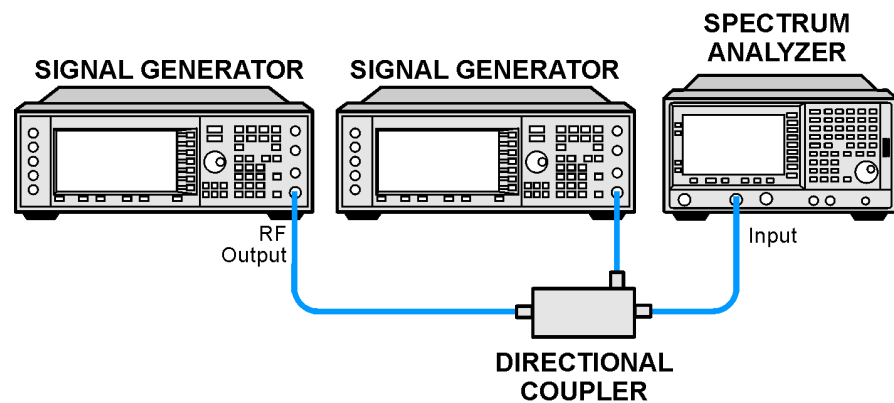 SPECTRUM
ANALYZER
SIGNAL GENERATOR
SIGNAL GENERATOR
RF
Output
Input
DIRECTIONAL
COUPLER